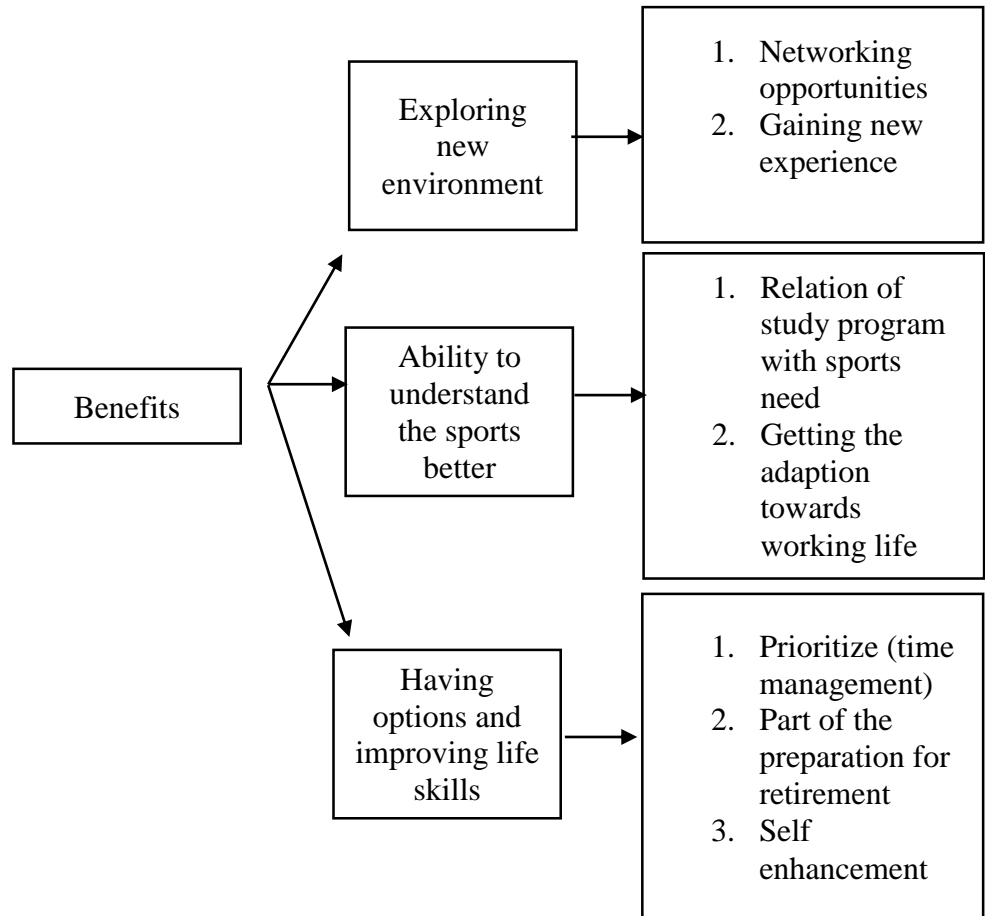 Benefits
Exploring
new
environment
1. Networking
opportunities
2. Gaining new
experience
Ability to
understand
the sports
better
1. Relation of
study program
with sports
need
2. Getting the
adaption
towards
working life
Having
options and
improving life
skills
1. Prioritize (time
management)
2. Part of the
preparation for
retirement
3. Self
enhancement